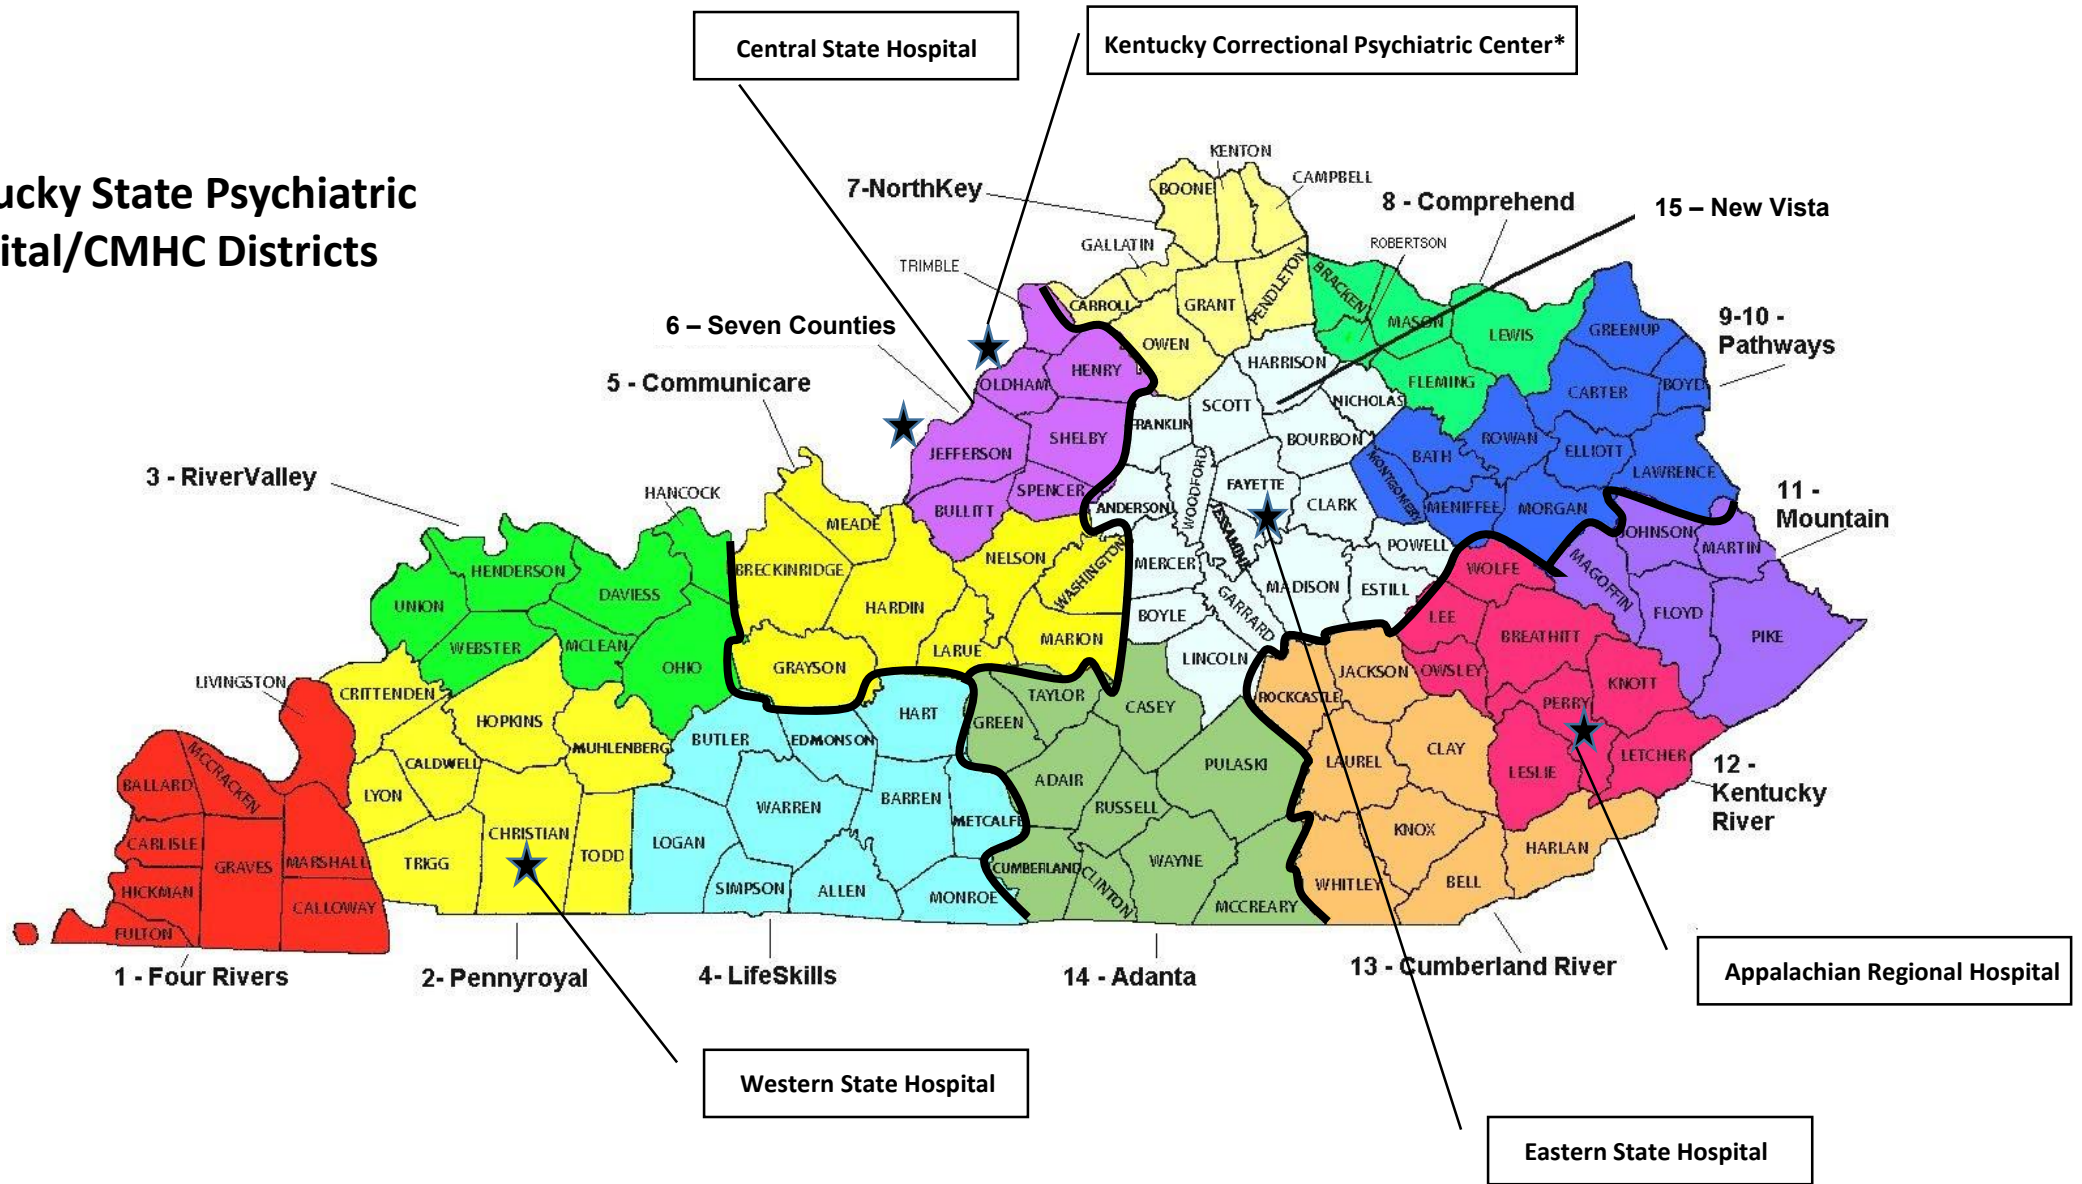 Central State Hospital
Kentucky Correctional Psychiatric Center*
ucky State Psychiatric
ital/CMHC Districts
KENTON
BOONE
CAMPBELL
7-NorthKey
8 - Comprehend
15 – New Vista
GALLATIN
ROBERTSON
TRIMBLE
BRACKEN
PENDLETON
CARROLL
GRANT
MASON
LEWIS
GREENUP
9-10 -
Pathways
6 – Seven Counties
OWEN
HARRISON
HENRY
OLDHAM
5 - Communicare
FLEMING
CARTER
BOYD
NICHOLAS
SCOTT
FRANKLIN
SHELBY
BOURBON
ROWAN
ELLIOTT
JEFFERSON
BATH
LAWRENCE
3 - RiverValley
WOODFORD
FAYETTE
MONTGOMERY
HANCOCK
SPENCER
CLARK
ANDERSON
MENIFFEE
MORGAN
11 -
Mountain
BULLITT
MEADE
JESSAMINE
POWELL
JOHNSON
MARTIN
NELSON
WASHINGTON
MERCER
WOLFE
MAGOFFIN
BRECKINRIDGE
HENDERSON
DAVIESS
UNION
HARDIN
MADISON
ESTILL
GARRARD
BOYLE
LEE
FLOYD
PIKE
BREATHITT
MARION
WEBSTER
MCLEAN
OHIO
GRAYSON
LARUE
LINCOLN
JACKSON
OWSLEY
KNOTT
LIVINGSTON
CRITTENDEN
TAYLOR
ROCKCASTLE
PERRY
CASEY
HART
GREEN
HOPKINS
BUTLER
EDMONSON
MUHLENBERG
CALDWELL
MCCRACKEN
BALLARD
CLAY
LETCHER
LAUREL
PULASKI
LESLIE
12 -
Kentucky
River
LYON
ADAIR
WARREN
BARREN
RUSSELL
METCALFE
CHRISTIAN
KNOX
CARLISLE
GRAVES
MARSHALL
TRIGG
TODD
LOGAN
HARLAN
CUMBERLAND
CLINTON
WAYNE
WHITLEY
BELL
HICKMAN
SIMPSON
ALLEN
MONROE
CALLOWAY
MCCREARY
FULTON
1 - Four Rivers
2- Pennyroyal
4- LifeSkills
14 - Adanta
13 - Cumberland River
Appalachian Regional Hospital
Western State Hospital
Eastern State Hospital